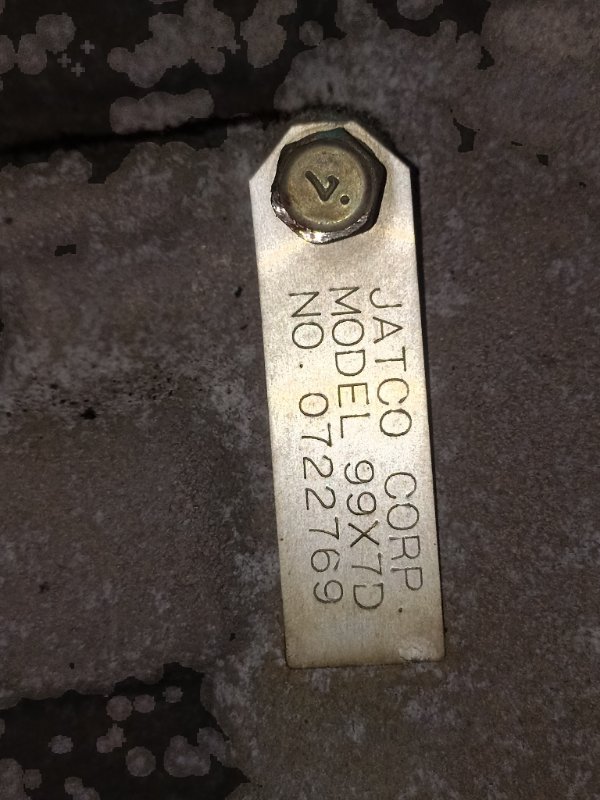 JATCO CORP
MODEL 99X7D
NO 0722769